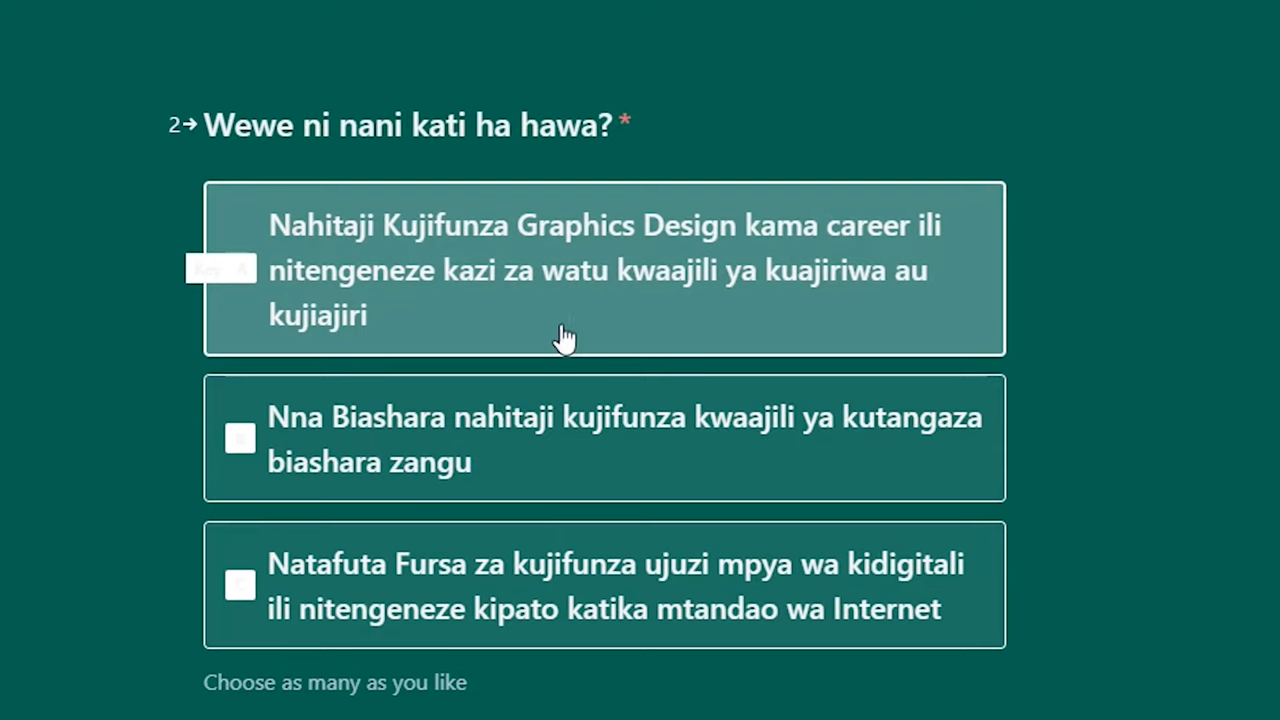 2→ Wewe ni nani kati ha hawa? *
Nahitaji Kujifunza Graphics Design kama career ili
Key A nitengeneze kazi za watu kwaajili ya kuajiriwa au
kujiajiri
Nna Biashara nahitaji kujifunza kwaajili ya kutangaza
biashara zangu
Natafuta Fursa za kujifunza ujuzi mpya wa kidigitali
ili nitengeneze kipato katika mtandao wa Internet
Choose as many as you like